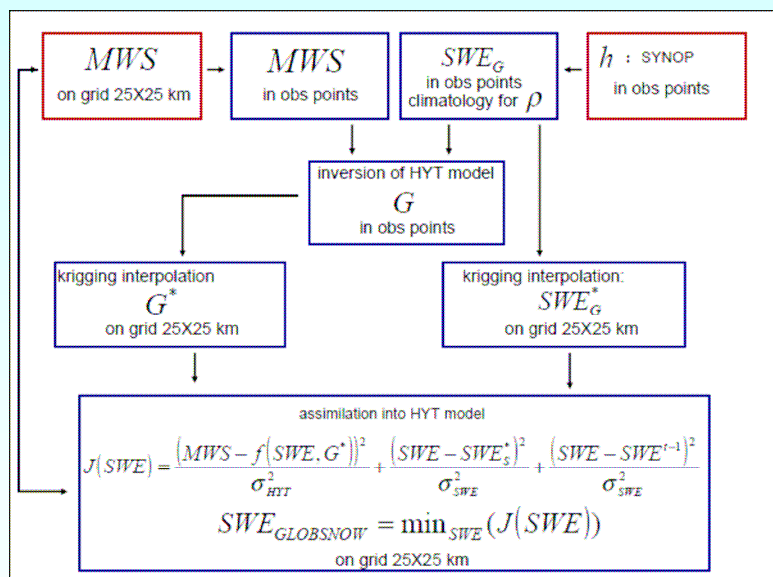 MWS
on grid 25X25 km
MWS
in obs points
SWE_G
in obs points
climatology for ρ
h : SYNOP
in obs points
inversion of HYT model
G
in obs points
krigging interpolation
G*
on grid 25X25 km
krigging interpolation:
SWE*_G
on grid 25X25 km
assimilation into HYT model
J(SWE) = (MWS − f(SWE, G*))² / σ²_HYT + (SWE − SWE*_S)² / σ²_SWE + (SWE − SWE^{t−1})² / σ²_SWE
SWE_GLOBSNOW = min_SWE (J(SWE))
on grid 25X25 km